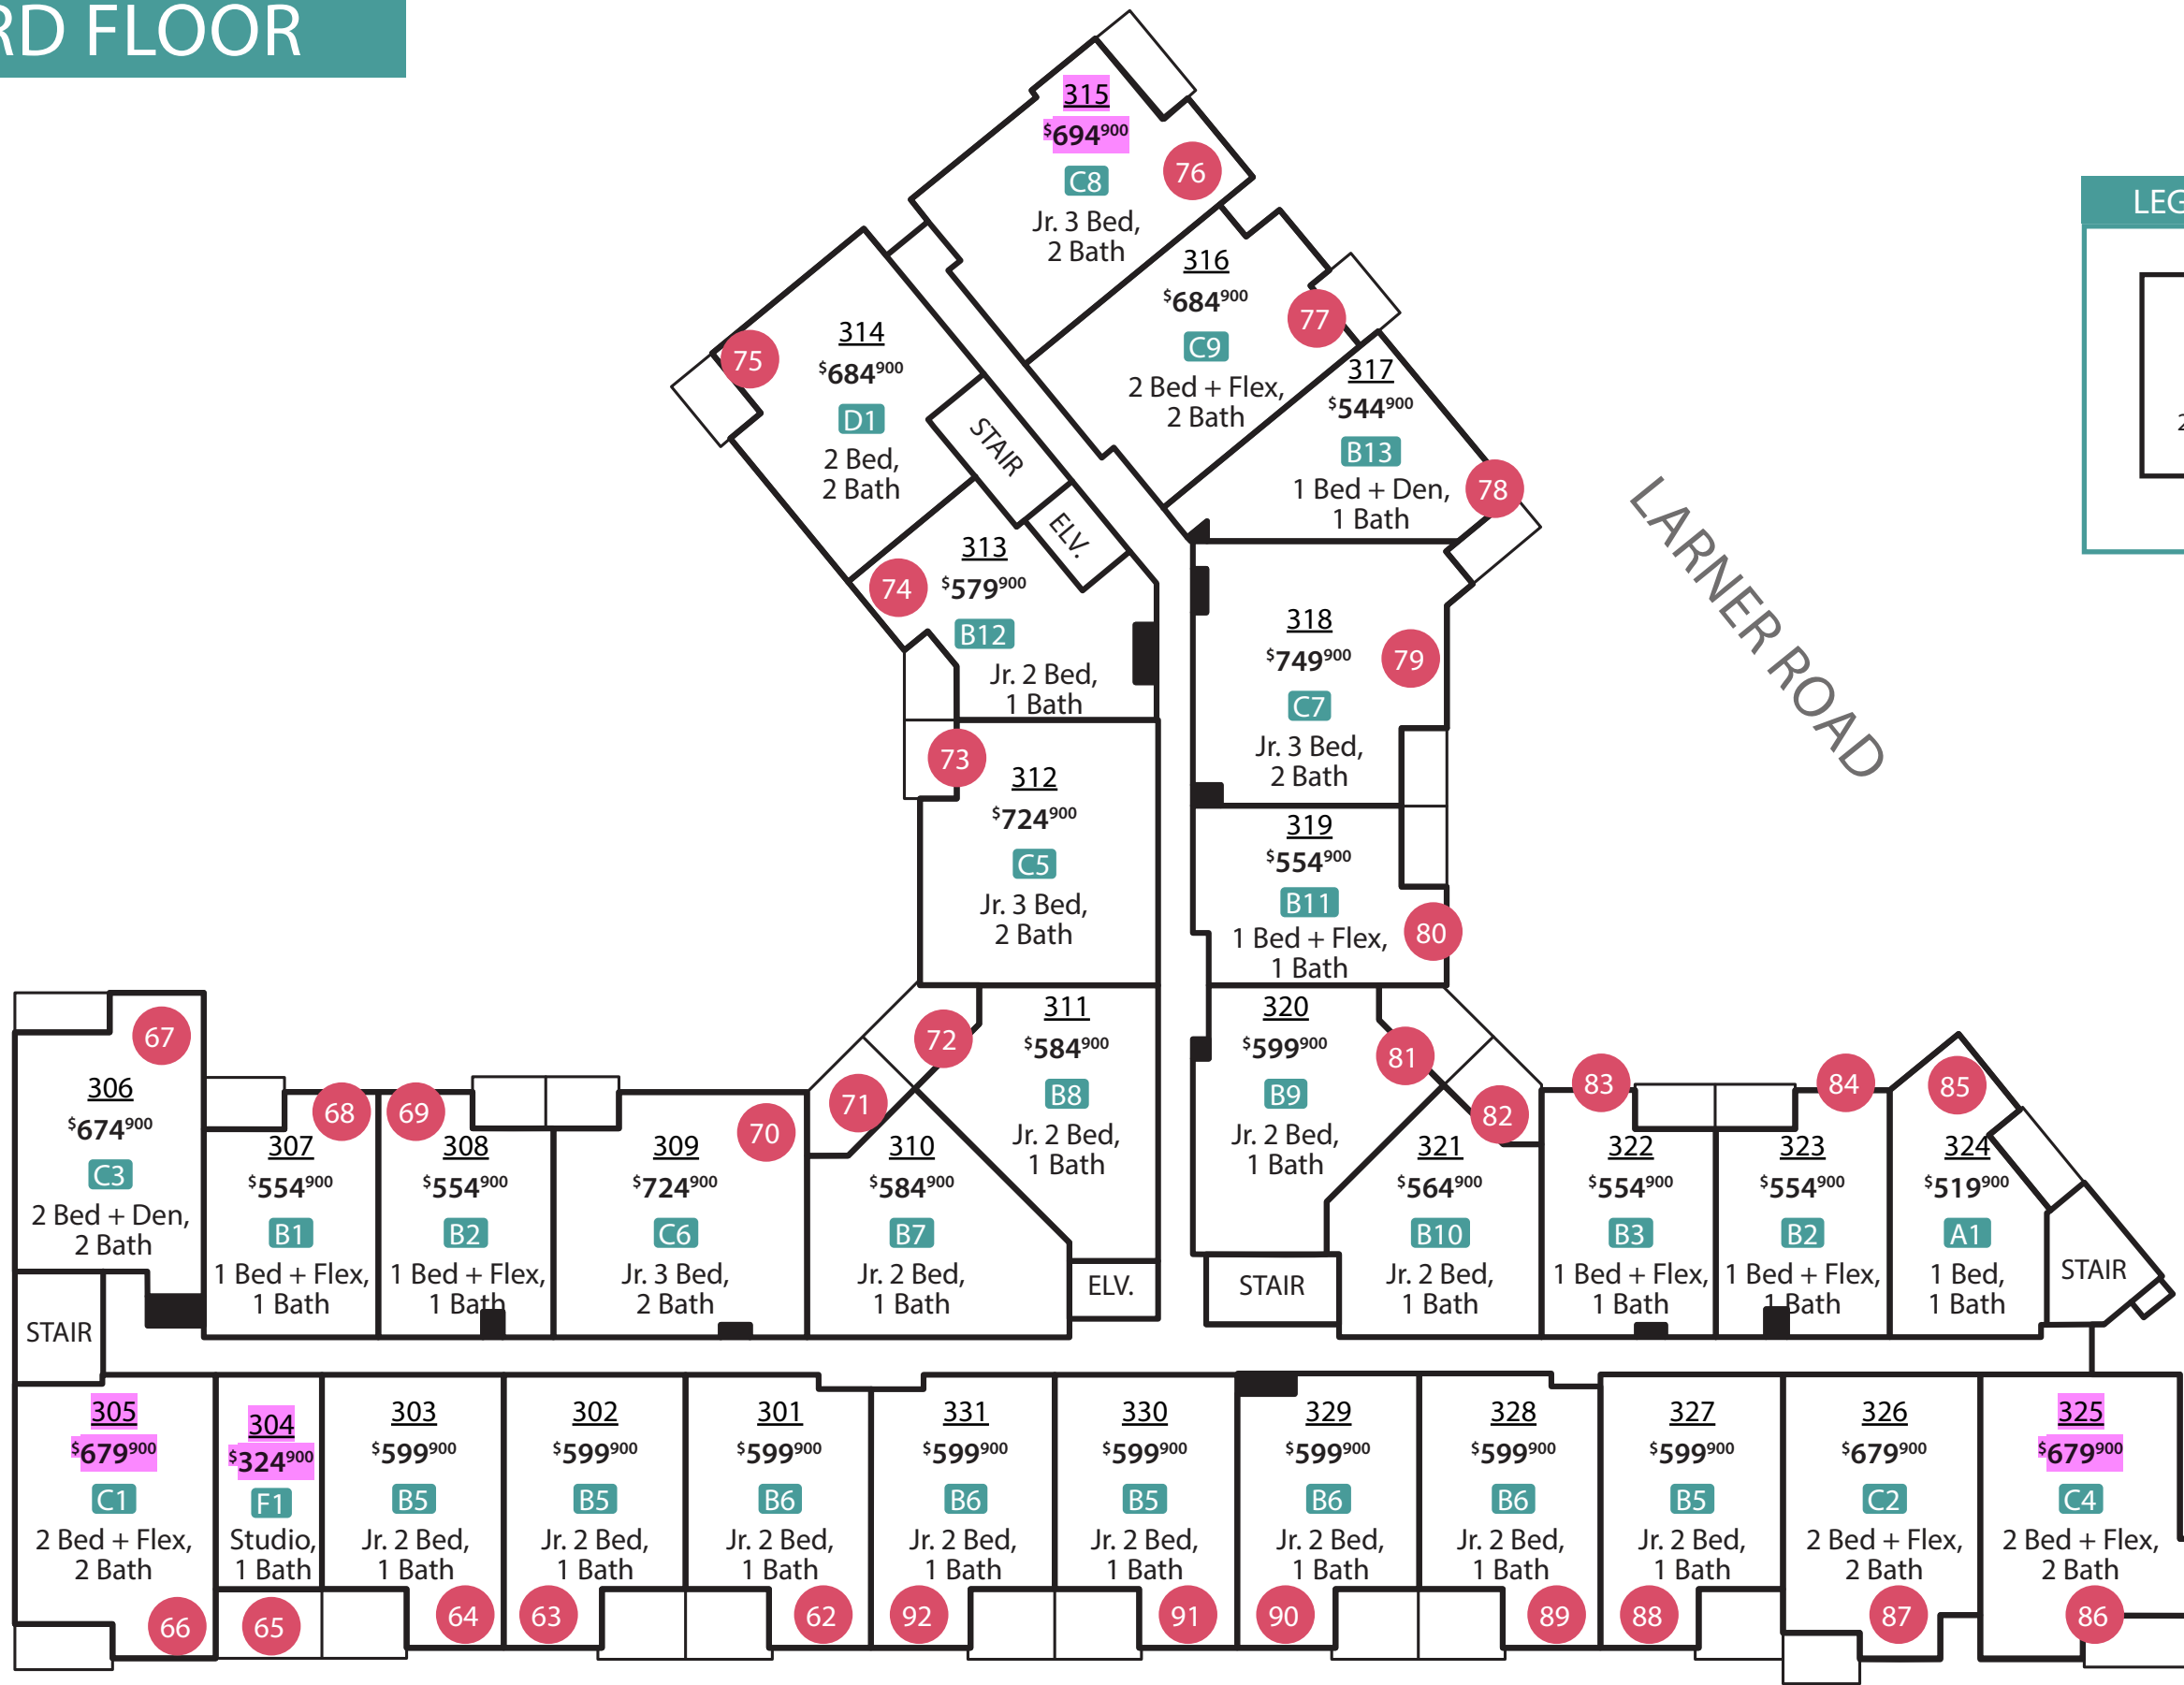 RD FLOOR
315
$694900
C8
76
Jr. 3 Bed,
2 Bath
LEG
316
$684900
C9
77
2 Bed + Flex,
2 Bath
314
$684900
D1
75
2 Bed,
2 Bath
STAIR
317
$544900
B13
78
1 Bed + Den,
1 Bath
2
ELV.
313
$579900
B12
74
Jr. 2 Bed,
1 Bath
LARNER ROAD
318
$749900
C7
79
Jr. 3 Bed,
2 Bath
73
312
$724900
C5
Jr. 3 Bed,
2 Bath
319
$554900
B11
80
1 Bed + Flex,
1 Bath
67
306
$674900
C3
2 Bed + Den,
2 Bath
STAIR
68
307
$554900
B1
1 Bed + Flex,
1 Bath
69
308
$554900
B2
1 Bed + Flex,
1 Bath
70
309
$724900
C6
Jr. 3 Bed,
2 Bath
71
310
$584900
B7
Jr. 2 Bed,
1 Bath
72
311
$584900
B8
Jr. 2 Bed,
1 Bath
ELV.
320
$599900
B9
81
Jr. 2 Bed,
1 Bath
STAIR
82
321
$564900
B10
Jr. 2 Bed,
1 Bath
83
322
$554900
B3
1 Bed + Flex,
1 Bath
84
323
$554900
B2
1 Bed + Flex,
1 Bath
85
324
$519900
A1
1 Bed,
1 Bath
STAIR
305
$679900
C1
2 Bed + Flex,
2 Bath
66
304
$324900
F1
Studio,
1 Bath
65
303
$599900
B5
Jr. 2 Bed,
1 Bath
64
302
$599900
B5
Jr. 2 Bed,
1 Bath
63
301
$599900
B6
Jr. 2 Bed,
1 Bath
62
331
$599900
B6
Jr. 2 Bed,
1 Bath
92
330
$599900
B5
Jr. 2 Bed,
1 Bath
91
329
$599900
B6
Jr. 2 Bed,
1 Bath
90
328
$599900
B6
Jr. 2 Bed,
1 Bath
89
327
$599900
B5
Jr. 2 Bed,
1 Bath
88
326
$679900
C2
2 Bed + Flex,
2 Bath
87
325
$679900
C4
2 Bed + Flex,
2 Bath
86